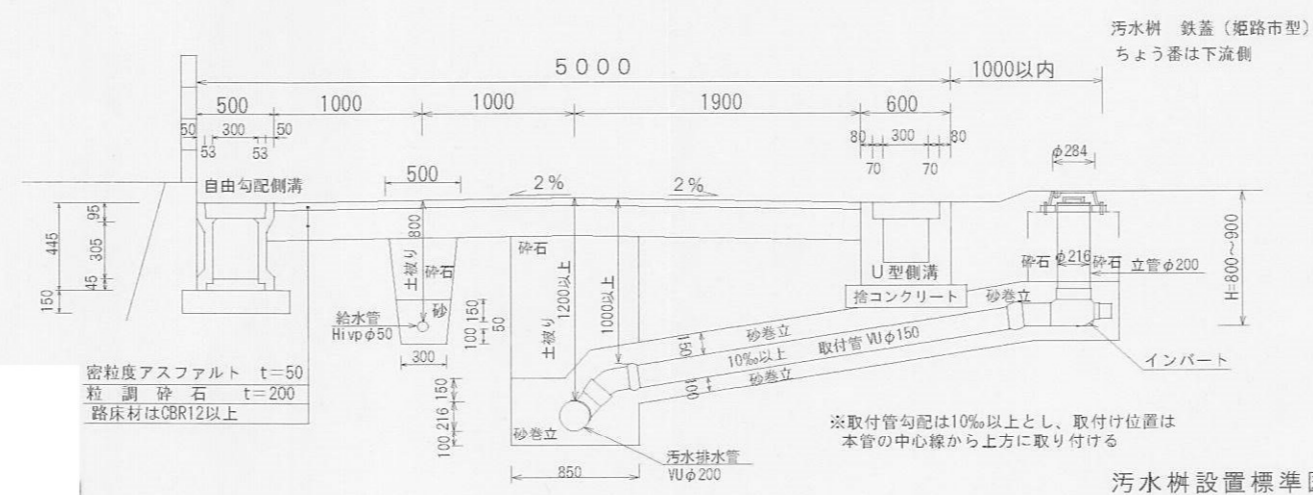 汚水桝 鉄蓋(姫路市型)
ちょう番は下流側
5000
1000以内
500
1000
1000
1900
600
50
300
50
53
53
80
300
80
70
70
φ284
自由勾配側溝
500
2%
2%
445
95
305
45
150
土被り
800
砕石
砂
給水管
Hivpφ50
300
150
50
100
砕石
土被り
1200以上
1000以上
U型側溝
捨コンクリート
砕石
φ216
砕石
立管φ200
H=800~900
砂巻立
砂巻立
150
10‰以上
取付管 VUφ150
100
砂巻立
インバート
密粒度アスファルト t=50
粒調砕石 t=200
路床材はCBR12以上
150
216
100
砂巻立
850
汚水排水管
VUφ200
※取付管勾配は10‰以上とし、取付け位置は
本管の中心線から上方に取り付ける
汚水桝設置標準図